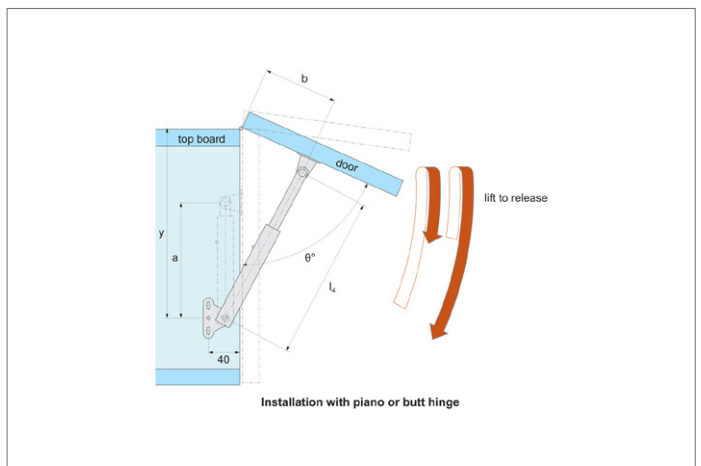 b
top board
door
lift to release
y
a
θ°
l₄
40
Installation with piano or butt hinge